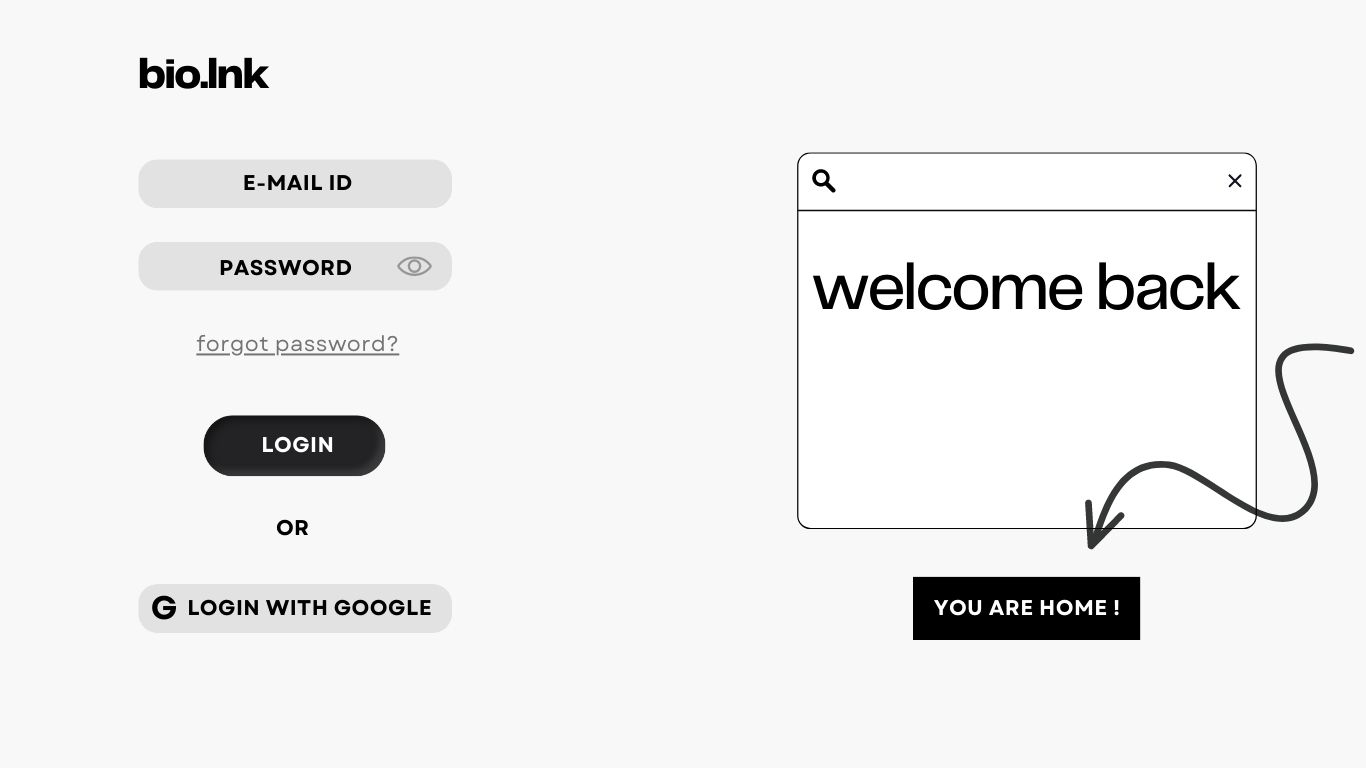 bio.lnk
E-MAIL ID
PASSWORD
forgot password?
LOGIN
OR
G LOGIN WITH GOOGLE
welcome back
YOU ARE HOME !